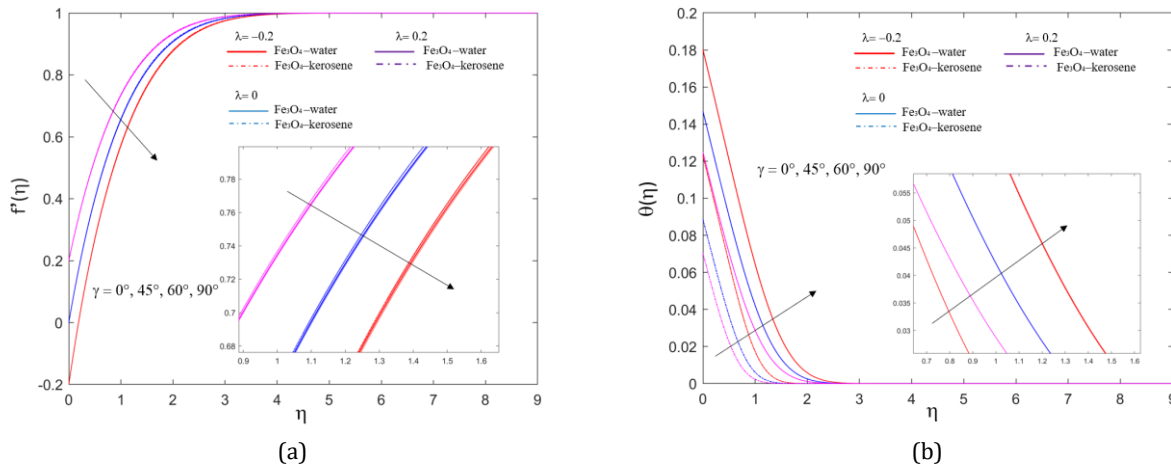 λ= −0.2 λ= 0.2
Fe₃O₄−water Fe₃O₄−water
Fe₃O₄−kerosene Fe₃O₄−kerosene
λ= 0
Fe₃O₄−water
Fe₃O₄−kerosene
1
0.8
0.6
0.4
0.2
0
-0.2
f'(η)
0.78
0.76
0.74
0.72
0.7
0.68
0.9 1 1.1 1.2 1.3 1.4 1.5 1.6
γ = 0°, 45°, 60°, 90°
0 1 2 3 4 5 6 7 8 9
η
(a)
λ= −0.2 λ= 0.2
Fe₃O₄−water Fe₃O₄−water
Fe₃O₄−kerosene Fe₃O₄−kerosene
λ= 0
Fe₃O₄−water
Fe₃O₄−kerosene
0.2
0.18
0.16
0.14
0.12
0.1
0.08
0.06
0.04
0.02
0
θ(η)
γ = 0°, 45°, 60°, 90°
0.055
0.05
0.045
0.04
0.035
0.03
0.7 0.8 0.9 1 1.1 1.2 1.3 1.4 1.5 1.6
0 1 2 3 4 5 6 7 8 9
η
(b)